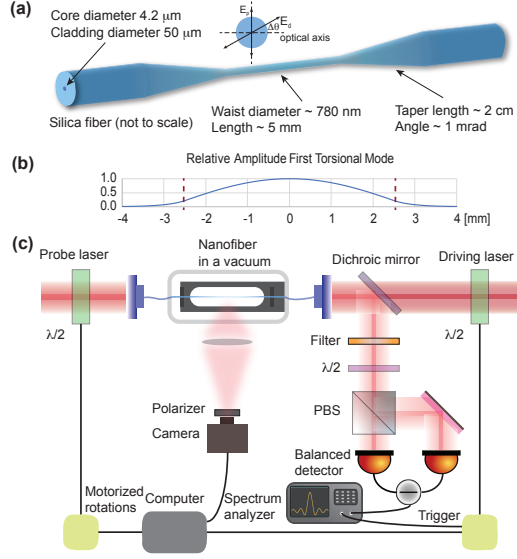 (a)
Core diameter 4.2 μm
Cladding diameter 50 μm
Eₚ
E_d
Δθ
optical axis
Silica fiber (not to scale)
Waist diameter ~ 780 nm
Length ~ 5 mm
Taper length ~ 2 cm
Angle ~ 1 mrad
(b)
Relative Amplitude First Torsional Mode
1.0
0.5
0.0
-4 -3 -2 -1 0 1 2 3 4 [mm]
(c)
Probe laser
Nanofiber
in a vacuum
Dichroic mirror
Driving laser
λ/2
λ/2
Filter
λ/2
PBS
Polarizer
Camera
Balanced
detector
Motorized
rotations
Computer
Spectrum
analyzer
Trigger